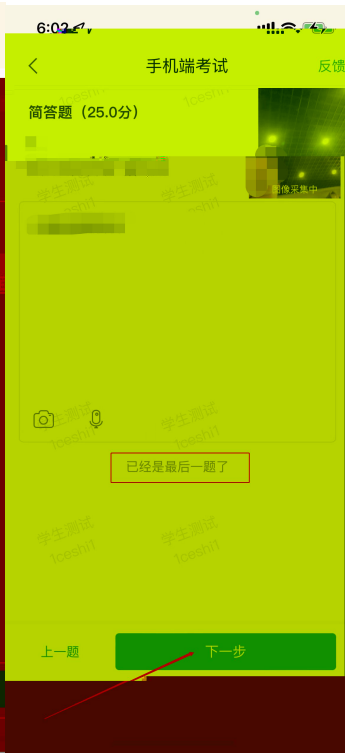 6:02
手机端考试
反馈
简答题（25.0分）
图像采集中
学生测试
1ceshi1
学生测试
1ceshi1
学生测试
1ceshi1
已经是最后一题了
学生测试
1ceshi1
学生测试
1ceshi1
上一题
下一步